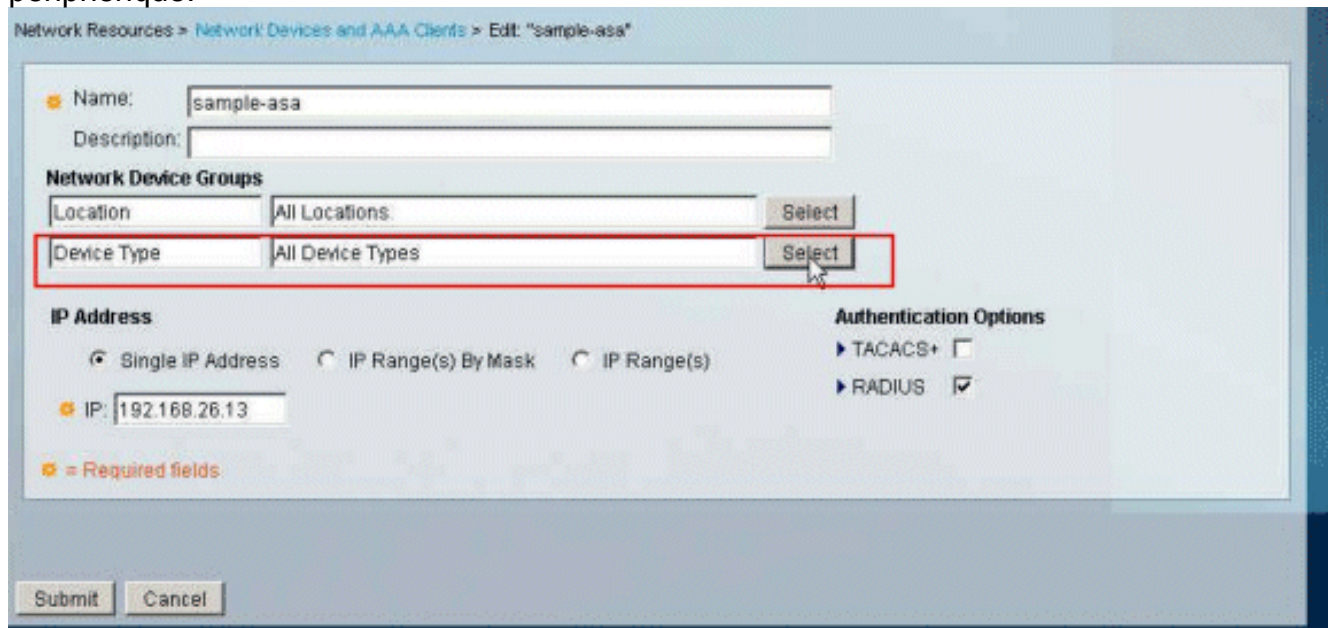 périphérique.
Network Resources > Network Devices and AAA Clients > Edit: "sample-asa"
Name: sample-asa
Description:
Network Device Groups
Location All Locations Select
Device Type All Device Types Select
IP Address
Authentication Options
Single IP Address IP Range(s) By Mask IP Range(s)
TACACS+
RADIUS
IP: 192.168.26.13
= Required fields
Submit Cancel